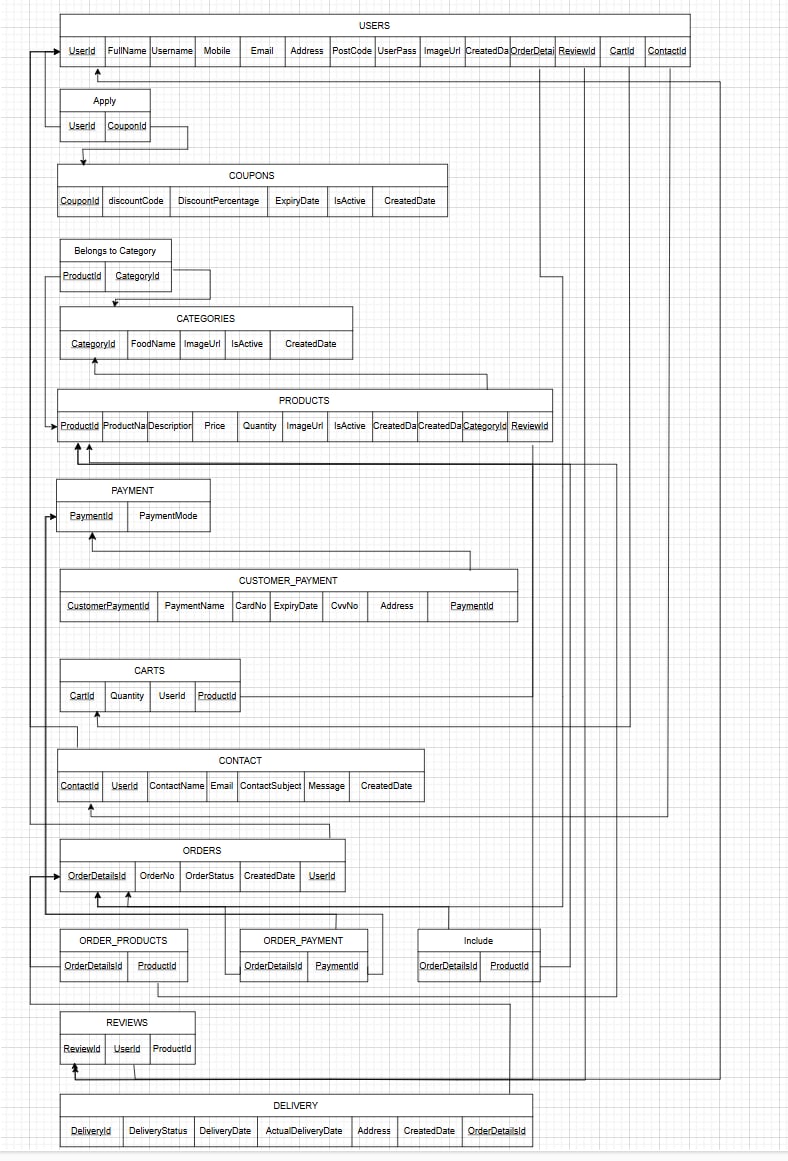 USERS
UserId FullName Username Mobile Email Address PostCode UserPass ImageUrl CreatedDa OrderDetai ReviewId CartId ContactId
Apply
UserId CouponId
COUPONS
CouponId discountCode DiscountPercentage ExpiryDate IsActive CreatedDate
Belongs to Category
ProductId CategoryId
CATEGORIES
CategoryId FoodName ImageUrl IsActive CreatedDate
PRODUCTS
ProductId ProductNa Description Price Quantity ImageUrl IsActive CreatedDa CreatedDa CategoryId ReviewId
PAYMENT
PaymentId PaymentMode
CUSTOMER_PAYMENT
CustomerPaymentId PaymentName CardNo ExpiryDate CvvNo Address PaymentId
CARTS
CartId Quantity UserId ProductId
CONTACT
ContactId UserId ContactName Email ContactSubject Message CreatedDate
ORDERS
OrderDetailsId OrderNo OrderStatus CreatedDate UserId
ORDER_PRODUCTS ORDER_PAYMENT Include
OrderDetailsId ProductId OrderDetailsId PaymentId OrderDetailsId ProductId
REVIEWS
ReviewId UserId ProductId
DELIVERY
DeliveryId DeliveryStatus DeliveryDate ActualDeliveryDate Address CreatedDate OrderDetailsId